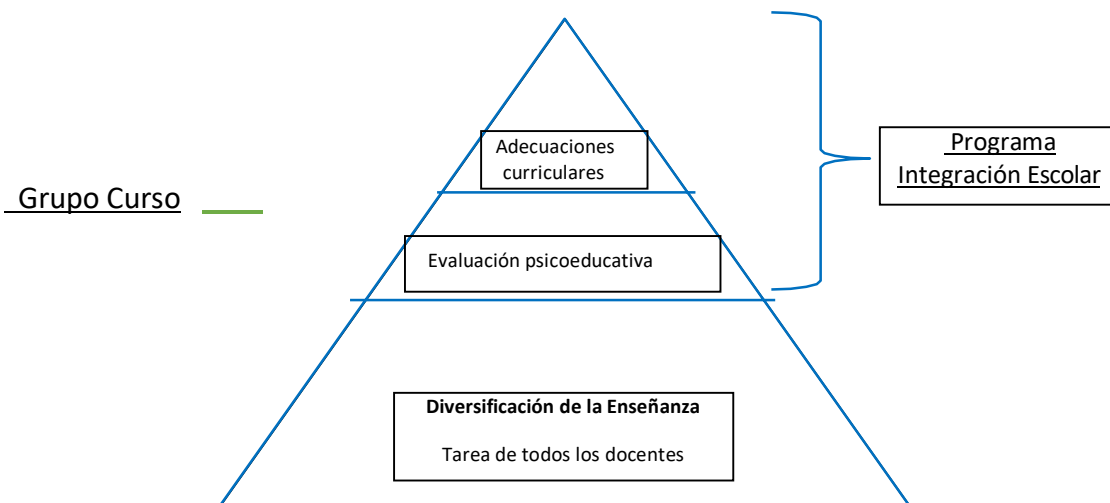 Adecuaciones
curriculares
Programa
Integración Escolar
Grupo Curso
Evaluación psicoeducativa
Diversificación de la Enseñanza
Tarea de todos los docentes